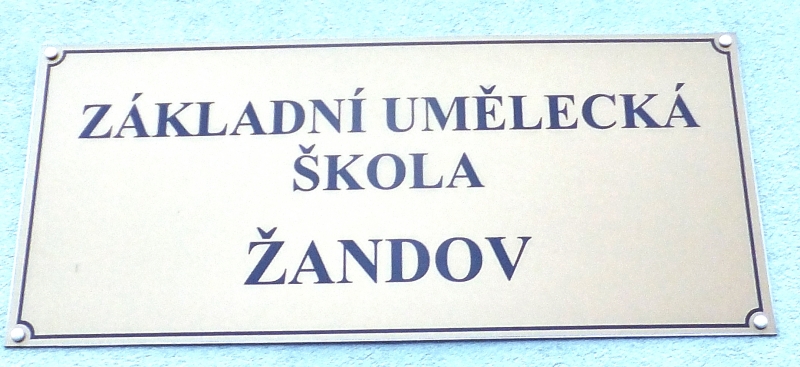 ZÁKLADNÍ UMĚLECKÁ
ŠKOLA
ŽANDOV